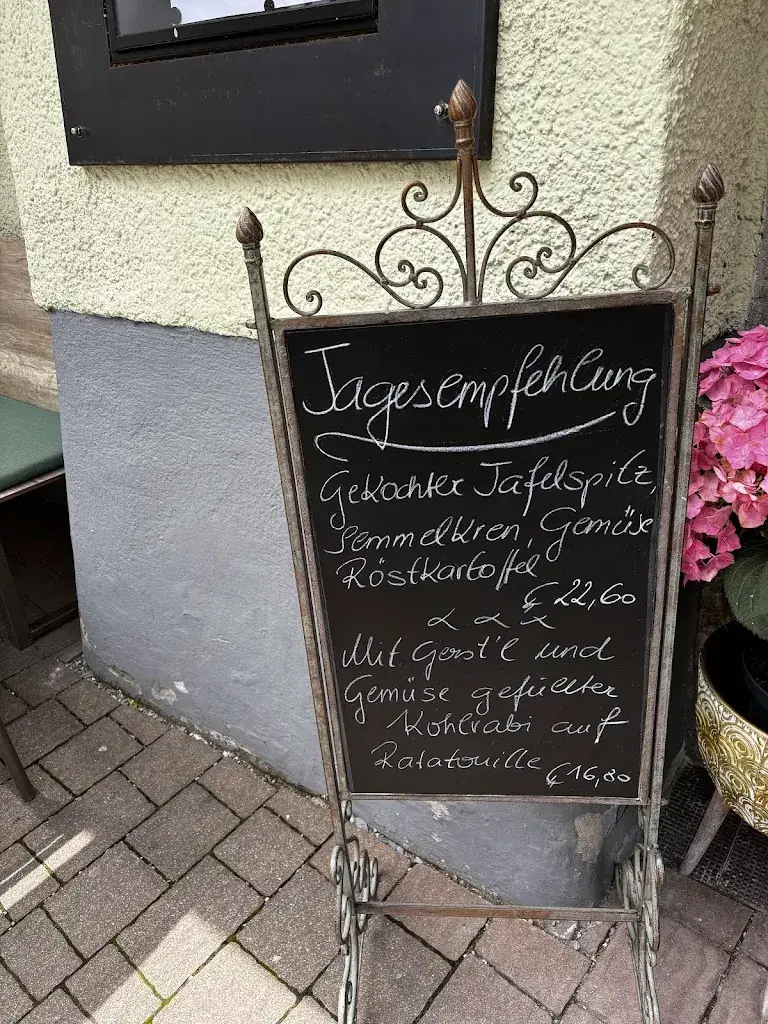 Tagesempfehlung
Gekochter Tafelspitz,
Semmelkren, Gemüse
Röstkartoffel
€ 22,60
Mit Gerst'l und
Gemüse gefüllter
Kohlrabi auf
Ratatouille € 16,80